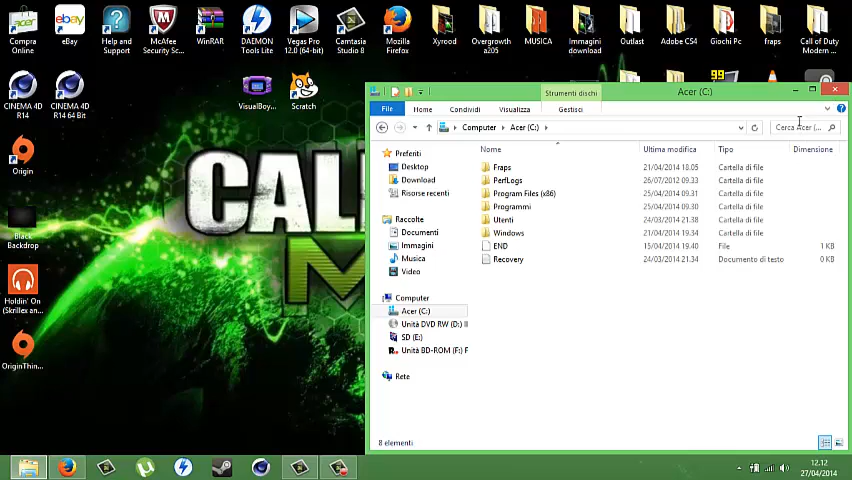 Compra Online
eBay
Help and Support
McAfee Security Sc...
WinRAR
DAEMON Tools Lite
Vegas Pro 12.0 (64-bit)
Camtasia Studio 8
Mozilla Firefox
Xyrood
Overgrowth a205
MUSICA
Immagini download
Outlast
Adobe CS4
Giochi Pc
fraps
Call of Duty Modern ...
CINEMA 4D R14
CINEMA 4D R14 64 Bit
VisualBoy...
Scratch
99
Origin
Black Backdrop
Holdin' On (Skrillex an...
OriginThin...
CAL
M
Strumenti dischi
Acer (C:)
File
Home
Condividi
Visualizza
Gestisci
Computer
Acer (C:)
Cerca Acer (...
Nome
Ultima modifica
Tipo
Dimensione
Preferiti
Desktop
Download
Risorse recenti
Raccolte
Documenti
Immagini
Musica
Video
Computer
Acer (C:)
Unità DVD RW (D:) I
SD (E:)
Unità BD-ROM (F:) F
Rete
Fraps 21/04/2014 18.05 Cartella di file
PerfLogs 26/07/2012 09.33 Cartella di file
Program Files (x86) 25/04/2014 09.31 Cartella di file
Programmi 25/04/2014 09.30 Cartella di file
Utenti 24/03/2014 21.38 Cartella di file
Windows 21/04/2014 19.34 Cartella di file
END 15/04/2014 19.40 File 1 KB
Recovery 24/03/2014 21.34 Documento di testo 0 KB
8 elementi
12.12
27/04/2014